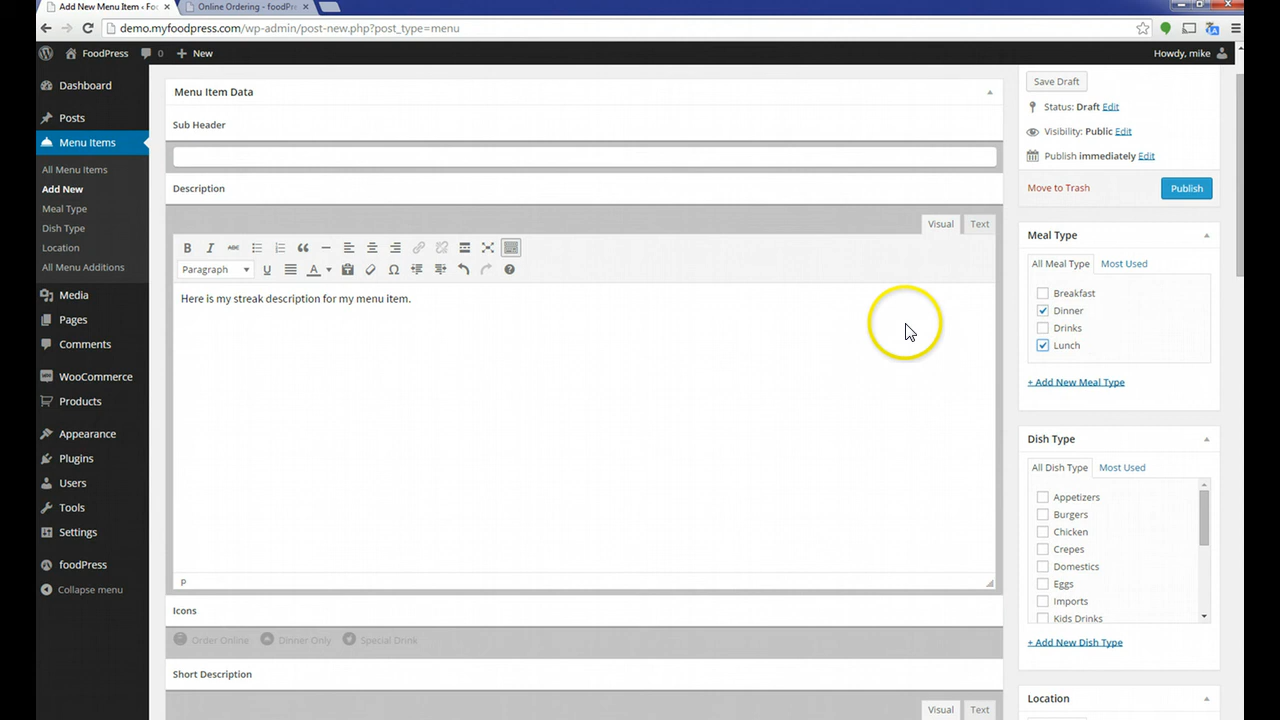 Add New Menu Item ‹ Foo
Online Ordering - foodPre
demo.myfoodpress.com/wp-admin/post-new.php?post_type=menu
FoodPress 0 New
Howdy, mike
Dashboard
Posts
Menu Items
All Menu Items
Add New
Meal Type
Dish Type
Location
All Menu Additions
Media
Pages
Comments
WooCommerce
Products
Appearance
Plugins
Users
Tools
Settings
foodPress
Collapse menu
Menu Item Data
Sub Header
Description
Visual Text
B I ABC
Paragraph U A Ω ?
Here is my streak description for my menu item.
P
Icons
Order Online Dinner Only Special Drink
Short Description
Visual Text
Save Draft
Status: Draft Edit
Visibility: Public Edit
Publish immediately Edit
Move to Trash Publish
Meal Type
All Meal Type Most Used
Breakfast
Dinner
Drinks
Lunch
+ Add New Meal Type
Dish Type
All Dish Type Most Used
Appetizers
Burgers
Chicken
Crepes
Domestics
Eggs
Imports
Kids Drinks
+ Add New Dish Type
Location